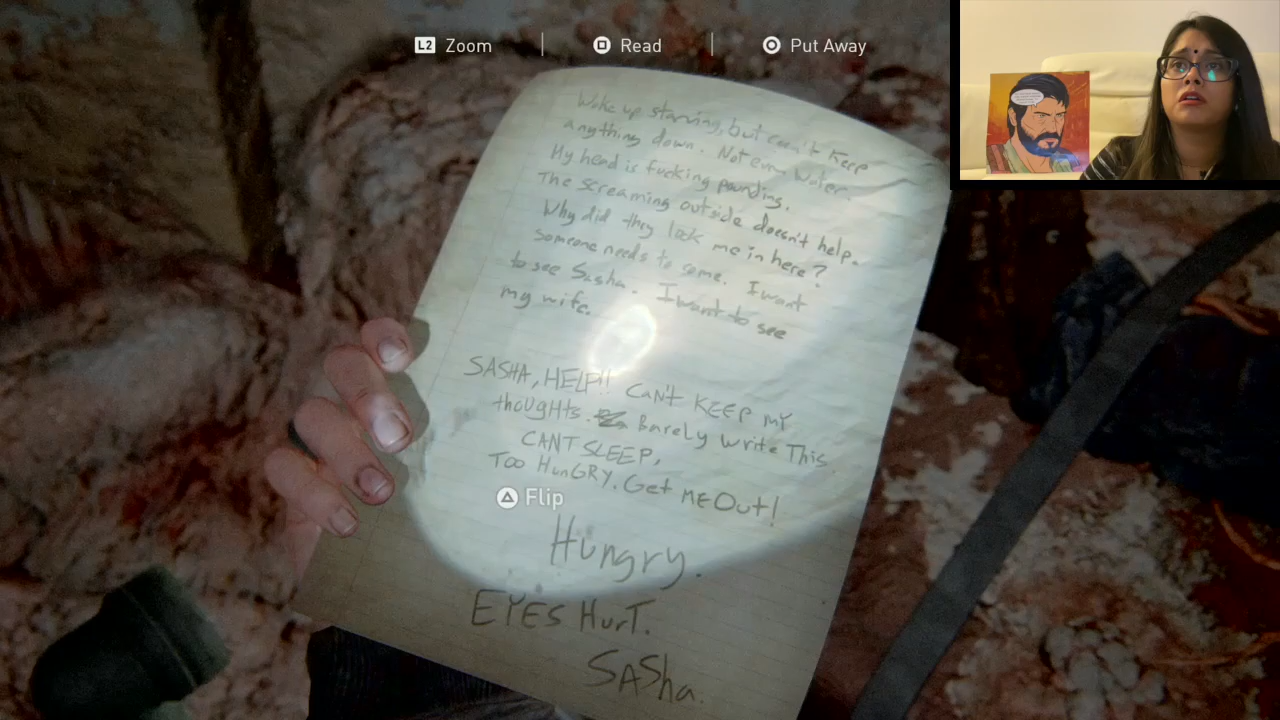 L2 Zoom | Read | Put Away
Woke up starving, but can't keep
anything down. Not even water.
My head is fucking pounding.
The screaming outside doesn't help.
Why did they lock me in here?
someone needs to come. I want
to see Sasha. I want to see
my wife.
SASHA, HELP!! CaN't KEEP MY
thoUGHTS. Barely write This
CANT SLEEP,
TOO HunGRY. Get MEOut!
Flip
Hungry.
EYES HurT.
SASha.